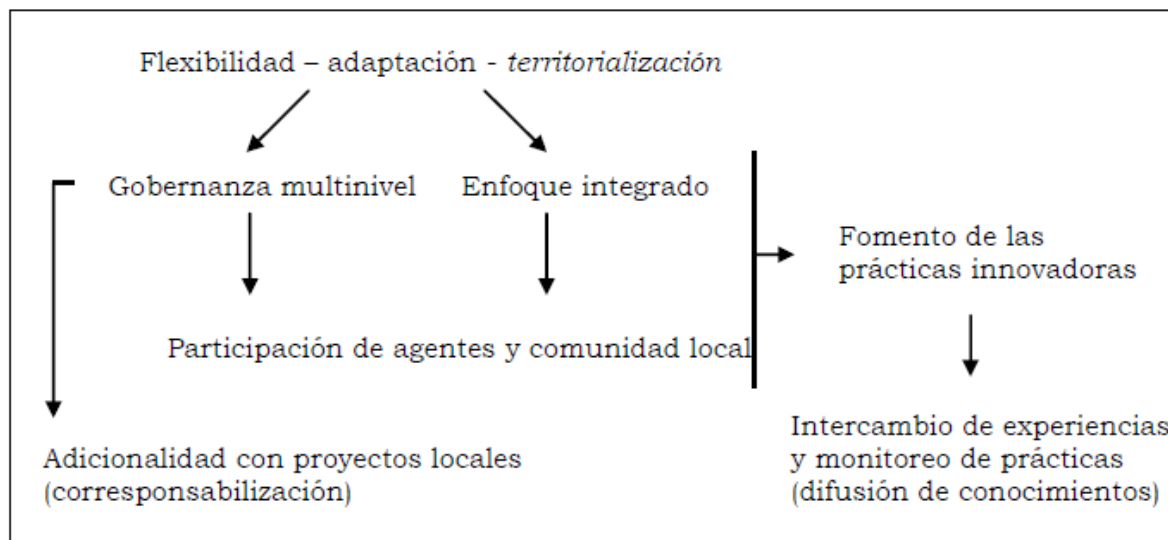 Flexibilidad – adaptación - territorialización
Gobernanza multinivel
Enfoque integrado
Fomento de las
prácticas innovadoras
Participación de agentes y comunidad local
Adicionalidad con proyectos locales
(corresponsabilización)
Intercambio de experiencias
y monitoreo de prácticas
(difusión de conocimientos)